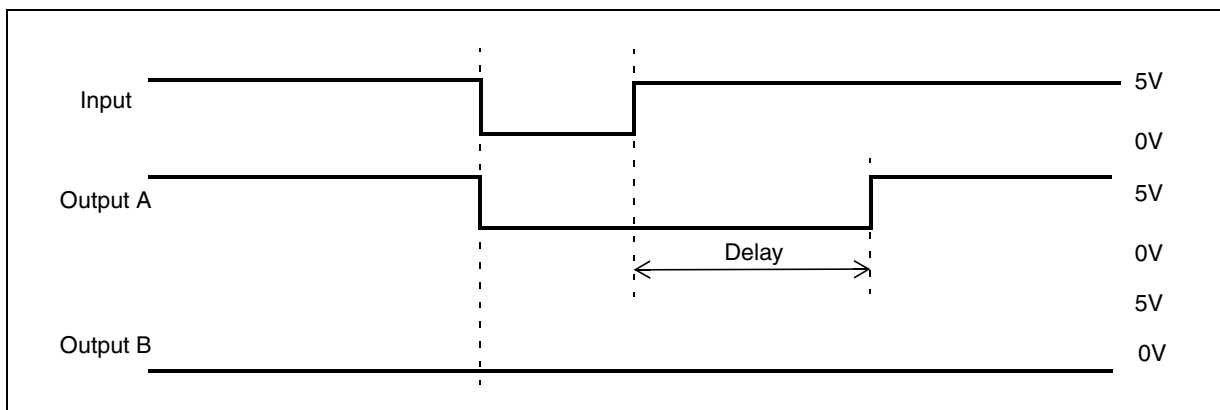 Input
5V
0V
Output A
5V
0V
Delay
5V
Output B
0V